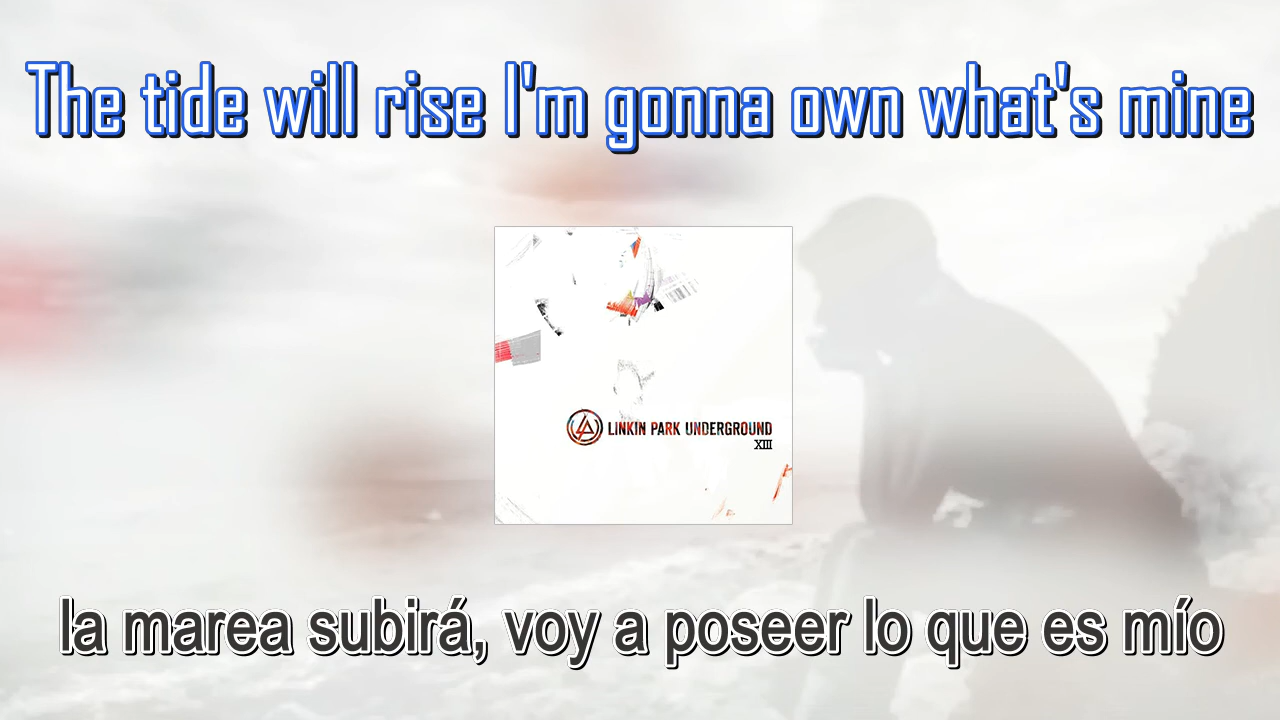 The tide will rise I'm gonna own what's mine
LINKIN PARK UNDERGROUND
XIII
la marea subirá, voy a poseer lo que es mío